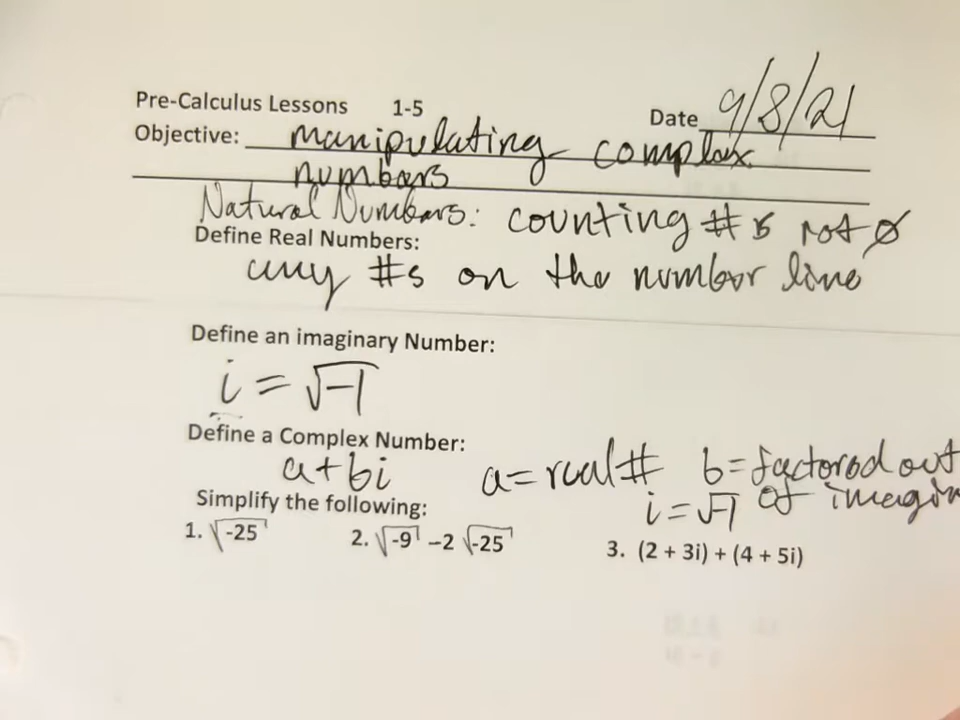 Pre-Calculus Lessons 1-5 Date 9/8/21
Objective: manipulating complex
numbers
Natural Numbers: counting #s not 0
Define Real Numbers:
any #s on the number line
Define an imaginary Number:
i = √-1
Define a Complex Number:
a+bi a=real# b=factored out
i=√-1 of
Simplify the following:
1. √-25 2. √-9 -2 √-25 3. (2 + 3i) + (4 + 5i)